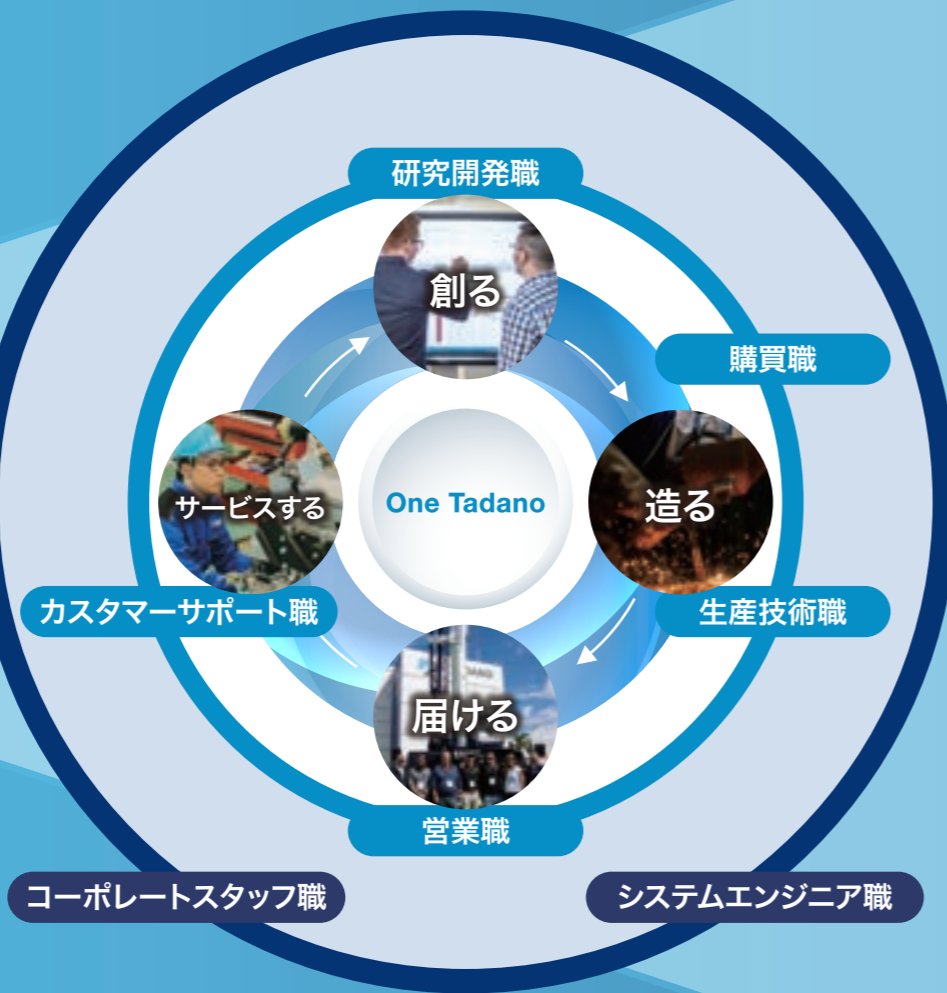 研究開発職
創る
購買職
サービスする
One Tadano
造る
カスタマーサポート職
生産技術職
届ける
営業職
コーポレートスタッフ職
システムエンジニア職